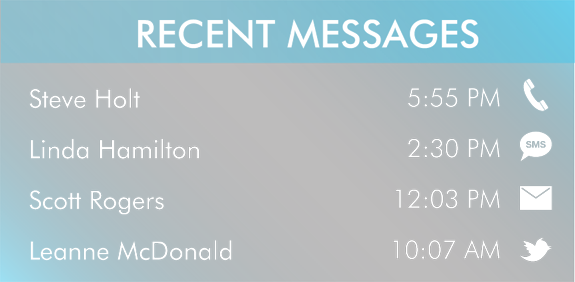 RECENT MESSAGES
Steve Holt 5:55 PM
Linda Hamilton 2:30 PM SMS
Scott Rogers 12:03 PM
Leanne McDonald 10:07 AM